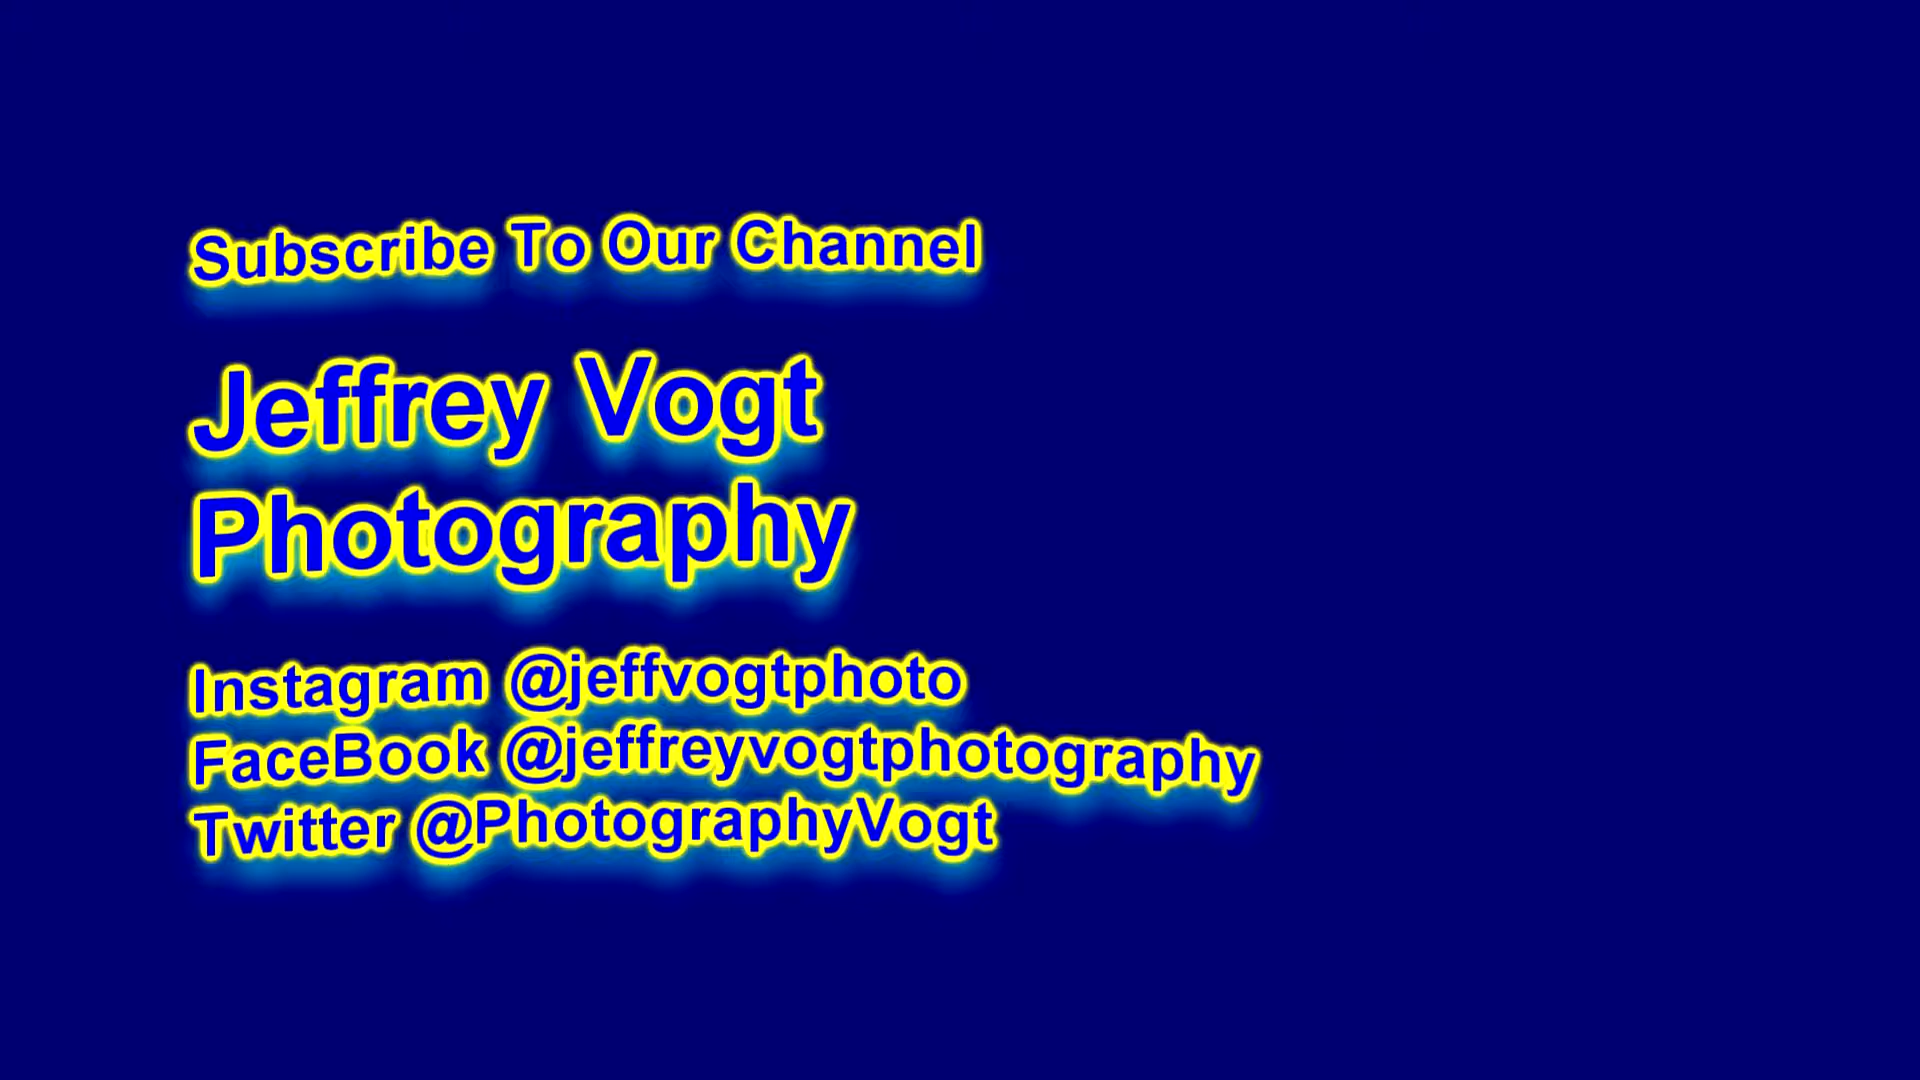 Subscribe To Our Channel
Jeffrey Vogt
Photography
Instagram @jeffvogtphoto
FaceBook @jeffreyvogtphotography
Twitter @PhotographyVogt